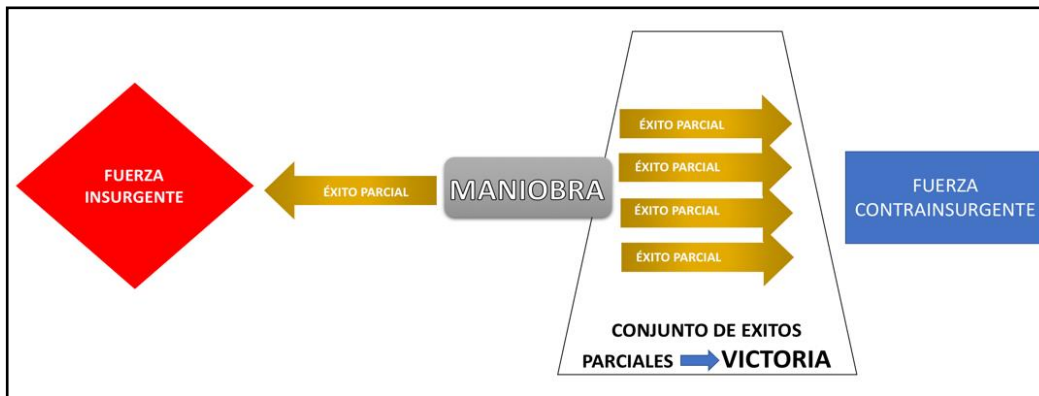 FUERZA
INSURGENTE
ÉXITO PARCIAL
MANIOBRA
ÉXITO PARCIAL
ÉXITO PARCIAL
ÉXITO PARCIAL
ÉXITO PARCIAL
FUERZA
CONTRAINSURGENTE
CONJUNTO DE EXITOS
PARCIALES VICTORIA